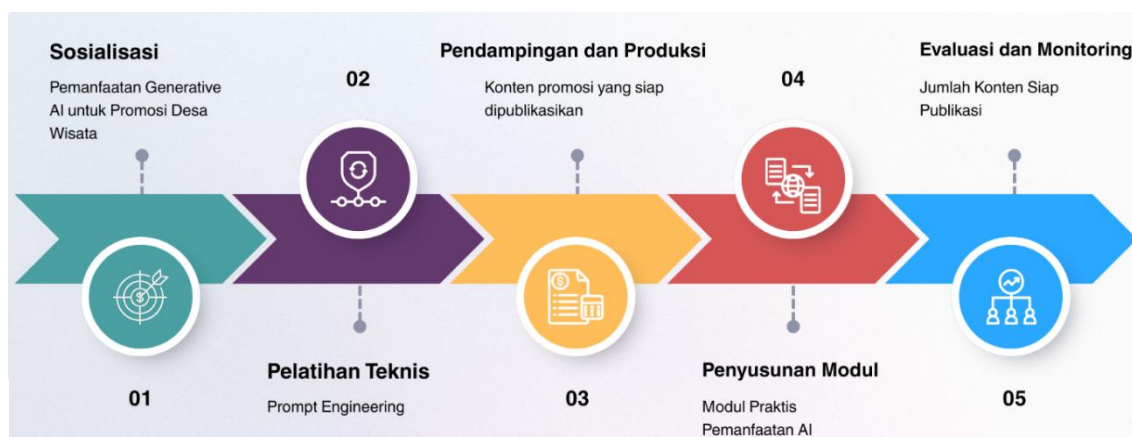 Sosialisasi
Pemanfaatan Generative
AI untuk Promosi Desa
Wisata
01
02
Pelatihan Teknis
Prompt Engineering
Pendampingan dan Produksi
Konten promosi yang siap
dipublikasikan
03
04
Penyusunan Modul
Modul Praktis
Pemanfaatan AI
Evaluasi dan Monitoring
Jumlah Konten Siap
Publikasi
05